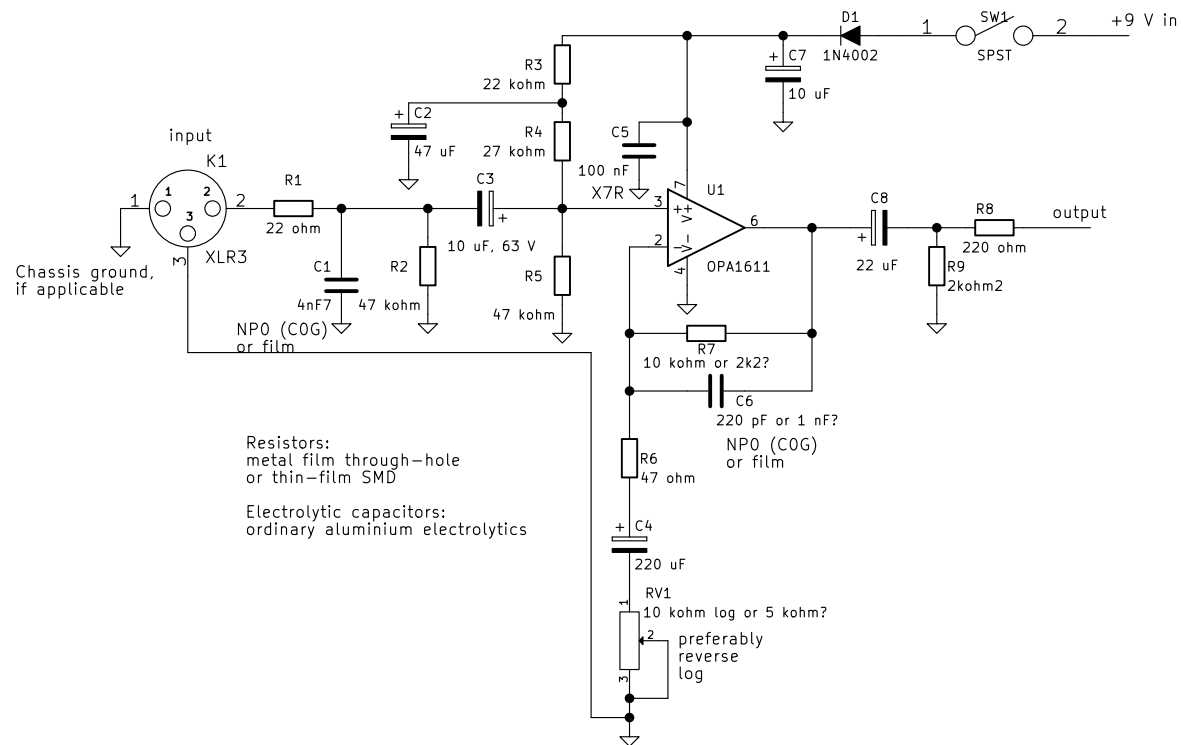 D1
SW1
+9 V in
1
2
1N4002
SPST
C7
+
10 uF
R3
22 kohm
C2
+
47 uF
R4
27 kohm
C5
100 nF
X7R
input
K1
1
2
3
1
2
3
XLR3
R1
22 ohm
C3
+
10 uF, 63 V
3
2
7
4
6
+
V+
−
V−
U1
OPA1611
C8
+
22 uF
R8
220 ohm
output
R9
2kohm2
Chassis ground,
if applicable
C1
4nF7
R2
47 kohm
R5
47 kohm
NP0 (C0G)
or film
R7
10 kohm or 2k2?
C6
220 pF or 1 nF?
NP0 (C0G)
or film
Resistors:
metal film through−hole
or thin−film SMD
Electrolytic capacitors:
ordinary aluminium electrolytics
R6
47 ohm
+
C4
220 uF
RV1
10 kohm log or 5 kohm?
1
2
3
preferably
reverse
log